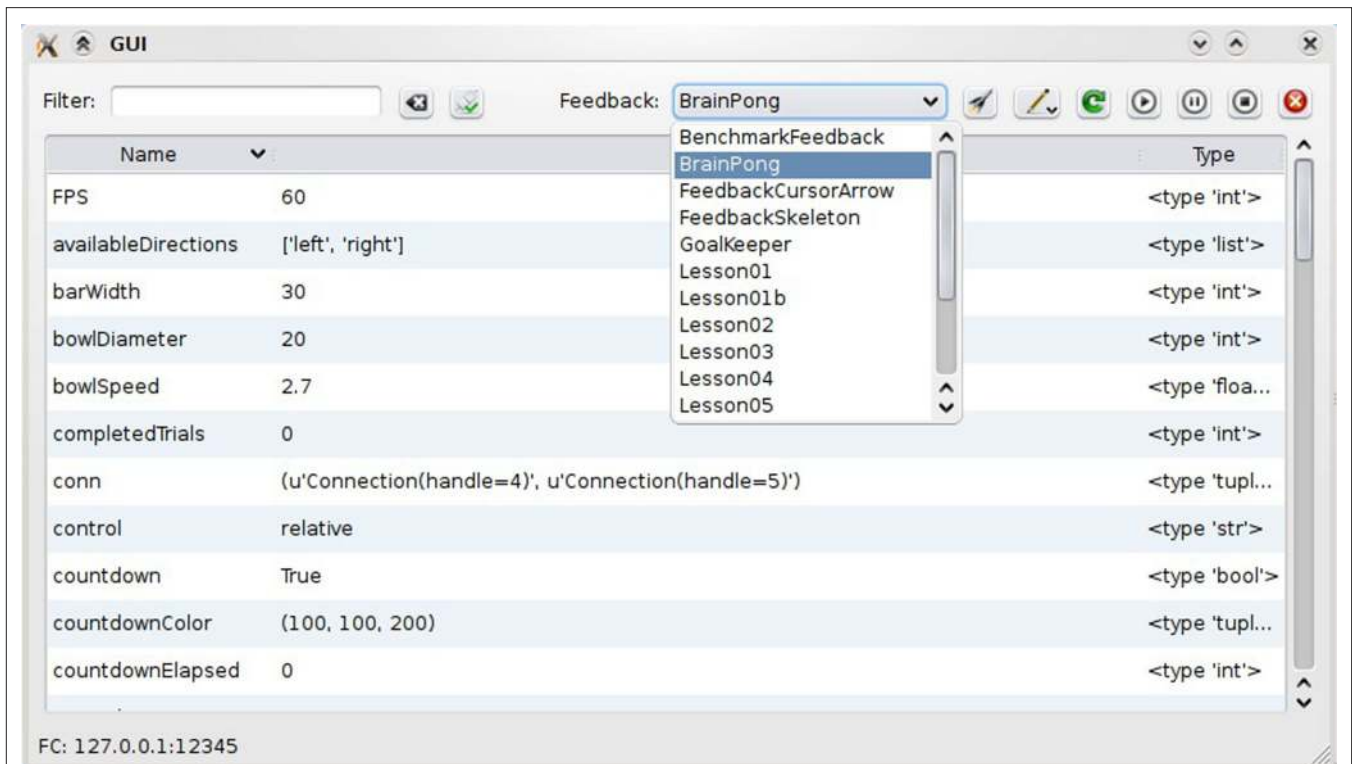 GUI
Filter: Feedback: BrainPong
Name Type
BenchmarkFeedback
BrainPong
FeedbackCursorArrow
FeedbackSkeleton
GoalKeeper
Lesson01
Lesson01b
Lesson02
Lesson03
Lesson04
Lesson05
FPS 60 <type 'int'>
availableDirections ['left', 'right'] <type 'list'>
barWidth 30 <type 'int'>
bowlDiameter 20 <type 'int'>
bowlSpeed 2.7 <type 'floa...
completedTrials 0 <type 'int'>
conn (u'Connection(handle=4)', u'Connection(handle=5)') <type 'tupl...
control relative <type 'str'>
countdown True <type 'bool'>
countdownColor (100, 100, 200) <type 'tupl...
countdownElapsed 0 <type 'int'>
FC: 127.0.0.1:12345